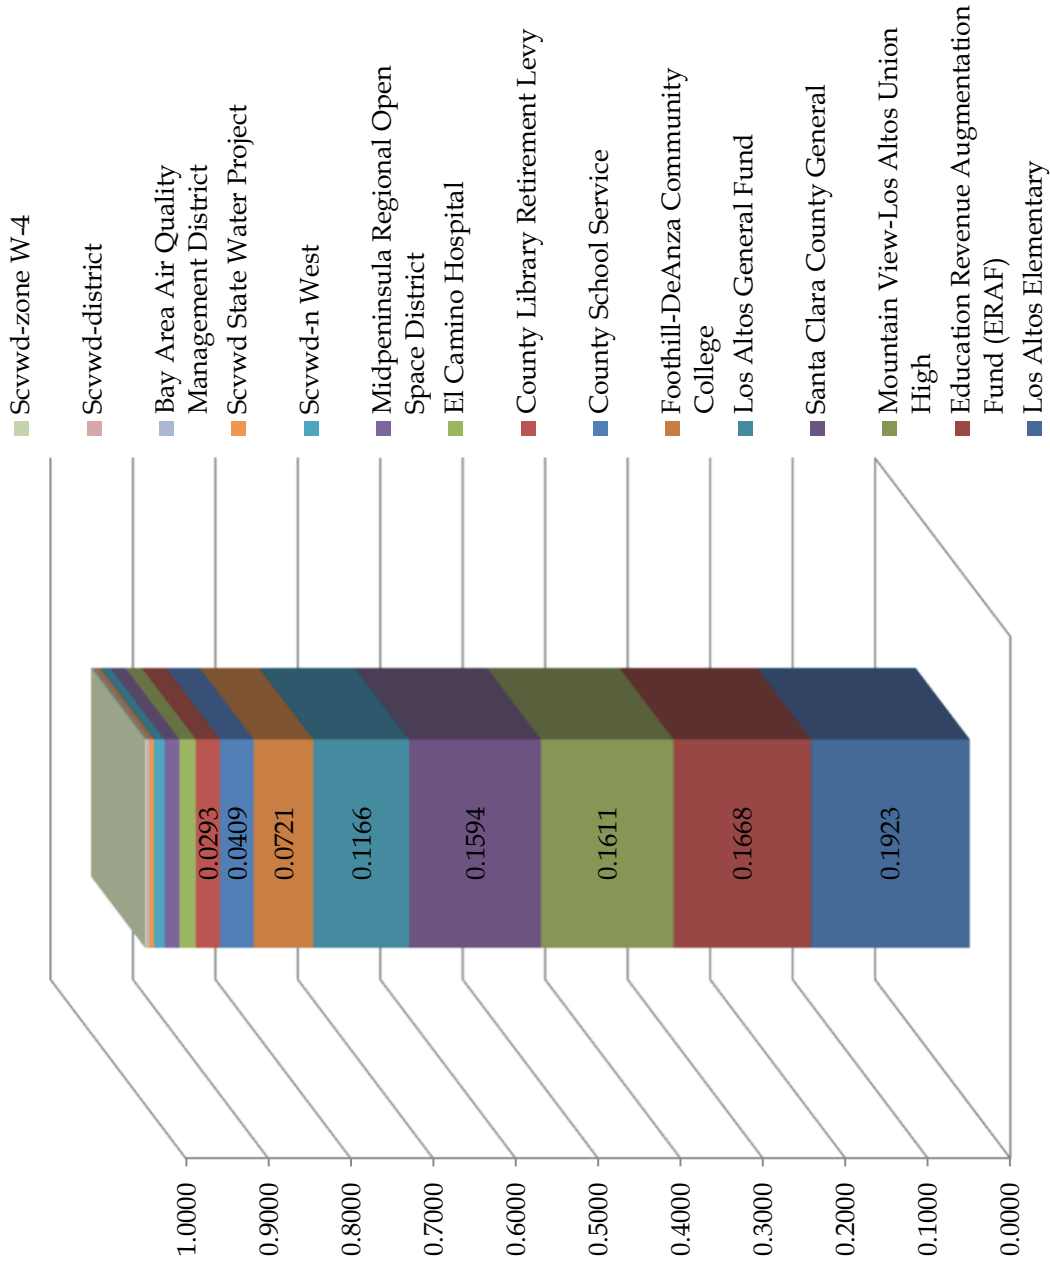 1.0000
0.9000
0.8000
0.7000
0.6000
0.5000
0.4000
0.3000
0.2000
0.1000
0.0000
0.0293
0.0409
0.0721
0.1166
0.1594
0.1611
0.1668
0.1923
Scvwd-zone W-4
Scvwd-district
Bay Area Air Quality
Management District
Scvwd State Water Project
Scvwd-n West
Midpeninsula Regional Open
Space District
El Camino Hospital
County Library Retirement Levy
County School Service
Foothill-DeAnza Community
College
Los Altos General Fund
Santa Clara County General
Mountain View-Los Altos Union
High
Education Revenue Augmentation
Fund (ERAF)
Los Altos Elementary